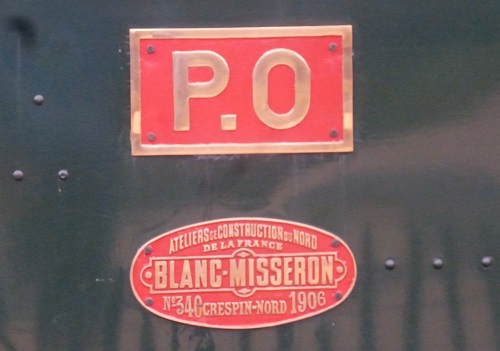 P.O
ATELIERS DE CONSTRUCTION DU NORD
DE LA FRANCE
BLANC-MISSERON
No 340 CRESPIN-NORD 1906